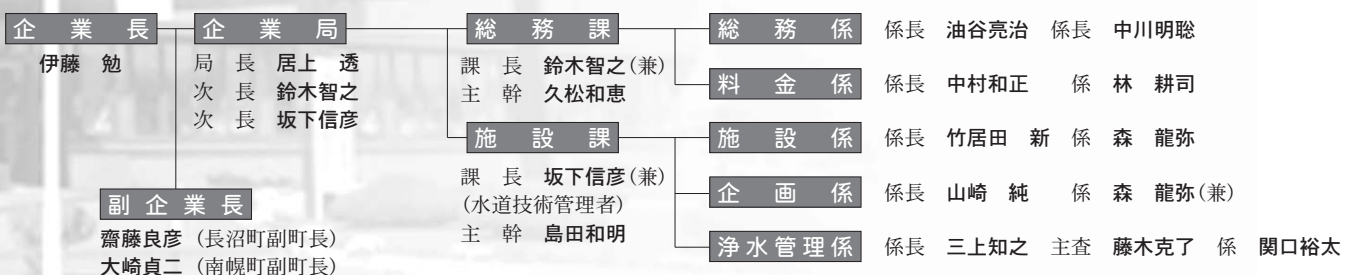 企業長
伊藤 勉
副企業長
齋藤良彦 (長沼町副町長)
大崎貞二 (南幌町副町長)
企業局
局 長 居上 透
次 長 鈴木智之
次 長 坂下信彦
総務課
課 長 鈴木智之(兼)
主 幹 久松和恵
総務係 係長 油谷亮治 係長 中川明聡
料金係 係長 中村和正 係 林 耕司
施設課
課 長 坂下信彦(兼)
(水道技術管理者)
主 幹 島田和明
施設係 係長 竹居田 新 係 森 龍弥
企画係 係長 山崎 純 係 森 龍弥(兼)
浄水管理係 係長 三上知之 主査 藤木克了 係 関口裕太